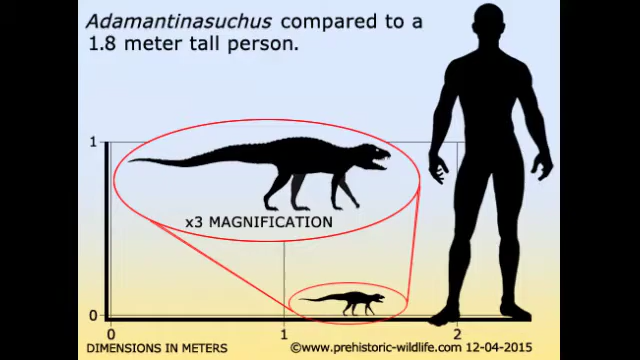 Adamantinasuchus compared to a
1.8 meter tall person.
1
x3 MAGNIFICATION
0
0 1 2
DIMENSIONS IN METERS ©www.prehistoric-wildlife.com 12-04-2015